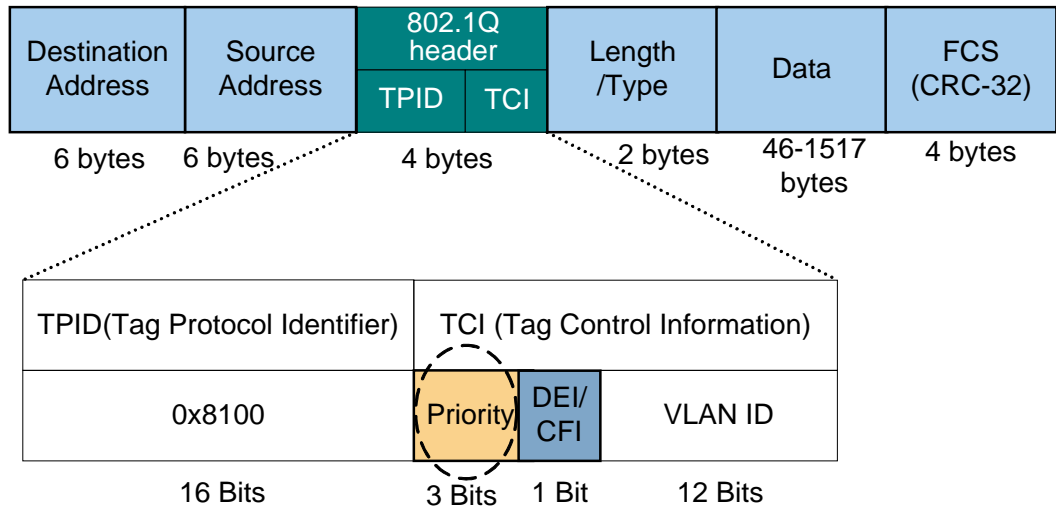 Destination
Address
Source
Address
802.1Q
header
TPID
TCI
Length
/Type
Data
FCS
(CRC-32)
6 bytes
6 bytes
4 bytes
2 bytes
46-1517
bytes
4 bytes
TPID(Tag Protocol Identifier)
TCI (Tag Control Information)
0x8100
Priority
DEI/
CFI
VLAN ID
16 Bits
3 Bits
1 Bit
12 Bits